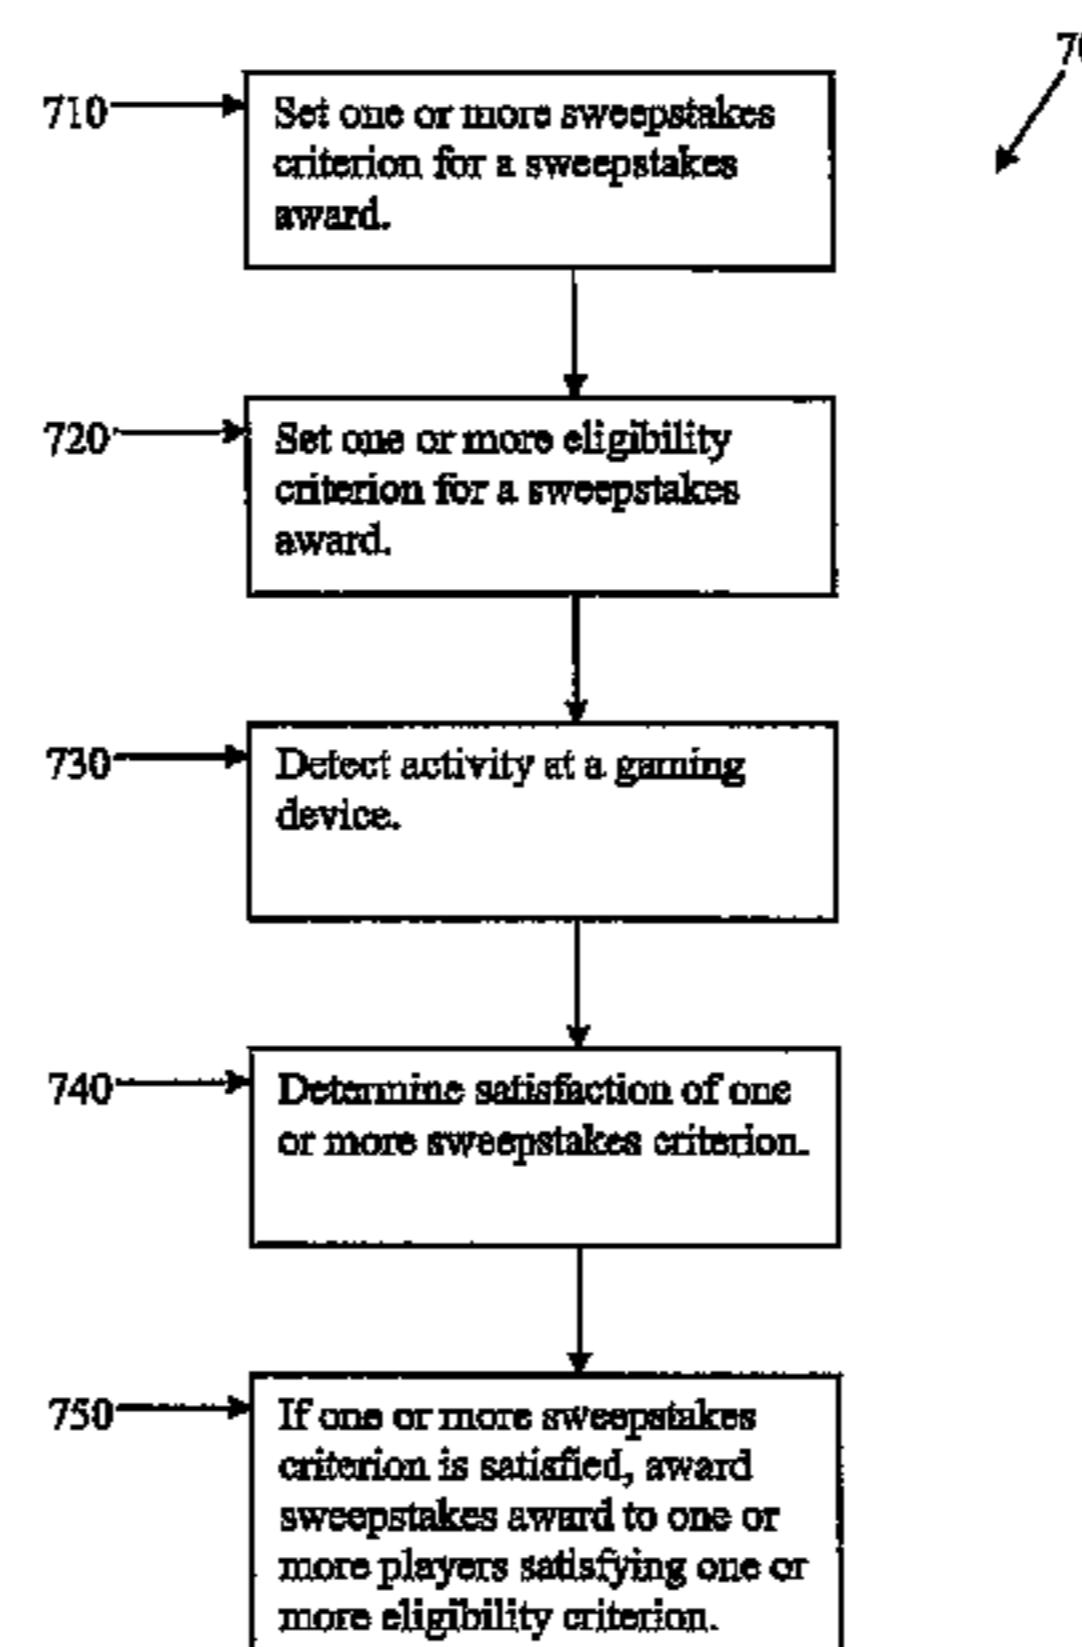 710
Set one or more sweepstakes
criterion for a sweepstakes
award.
720
Set one or more eligibility
criterion for a sweepstakes
award.
730
Detect activity at a gaming
device.
740
Determine satisfaction of one
or more sweepstakes criterion.
750
If one or more sweepstakes
criterion is satisfied, award
sweepstakes award to one or
more players satisfying one or
more eligibility criterion.